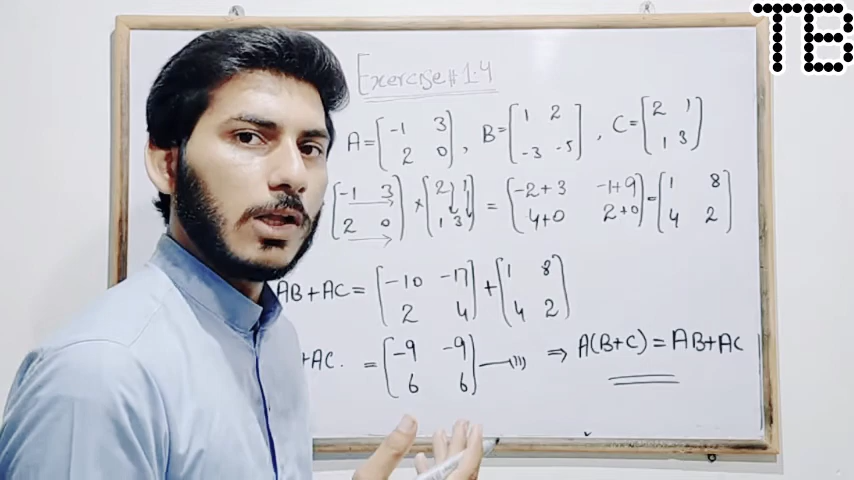 TB
Exercise# 1.4
A=[-1 3
2 0], B=[1 2
-3 -5], C=[2 1
1 3]
[-1 3
2 0] × [2 1
1 3] = [-2+3 -1+9
4+0 2+0] = [1 8
4 2]
AB+AC= [-10 -17
2 4] + [1 8
4 2]
+AC. = [-9 -9
6 6] —"' ⇒ A(B+C) = AB+AC